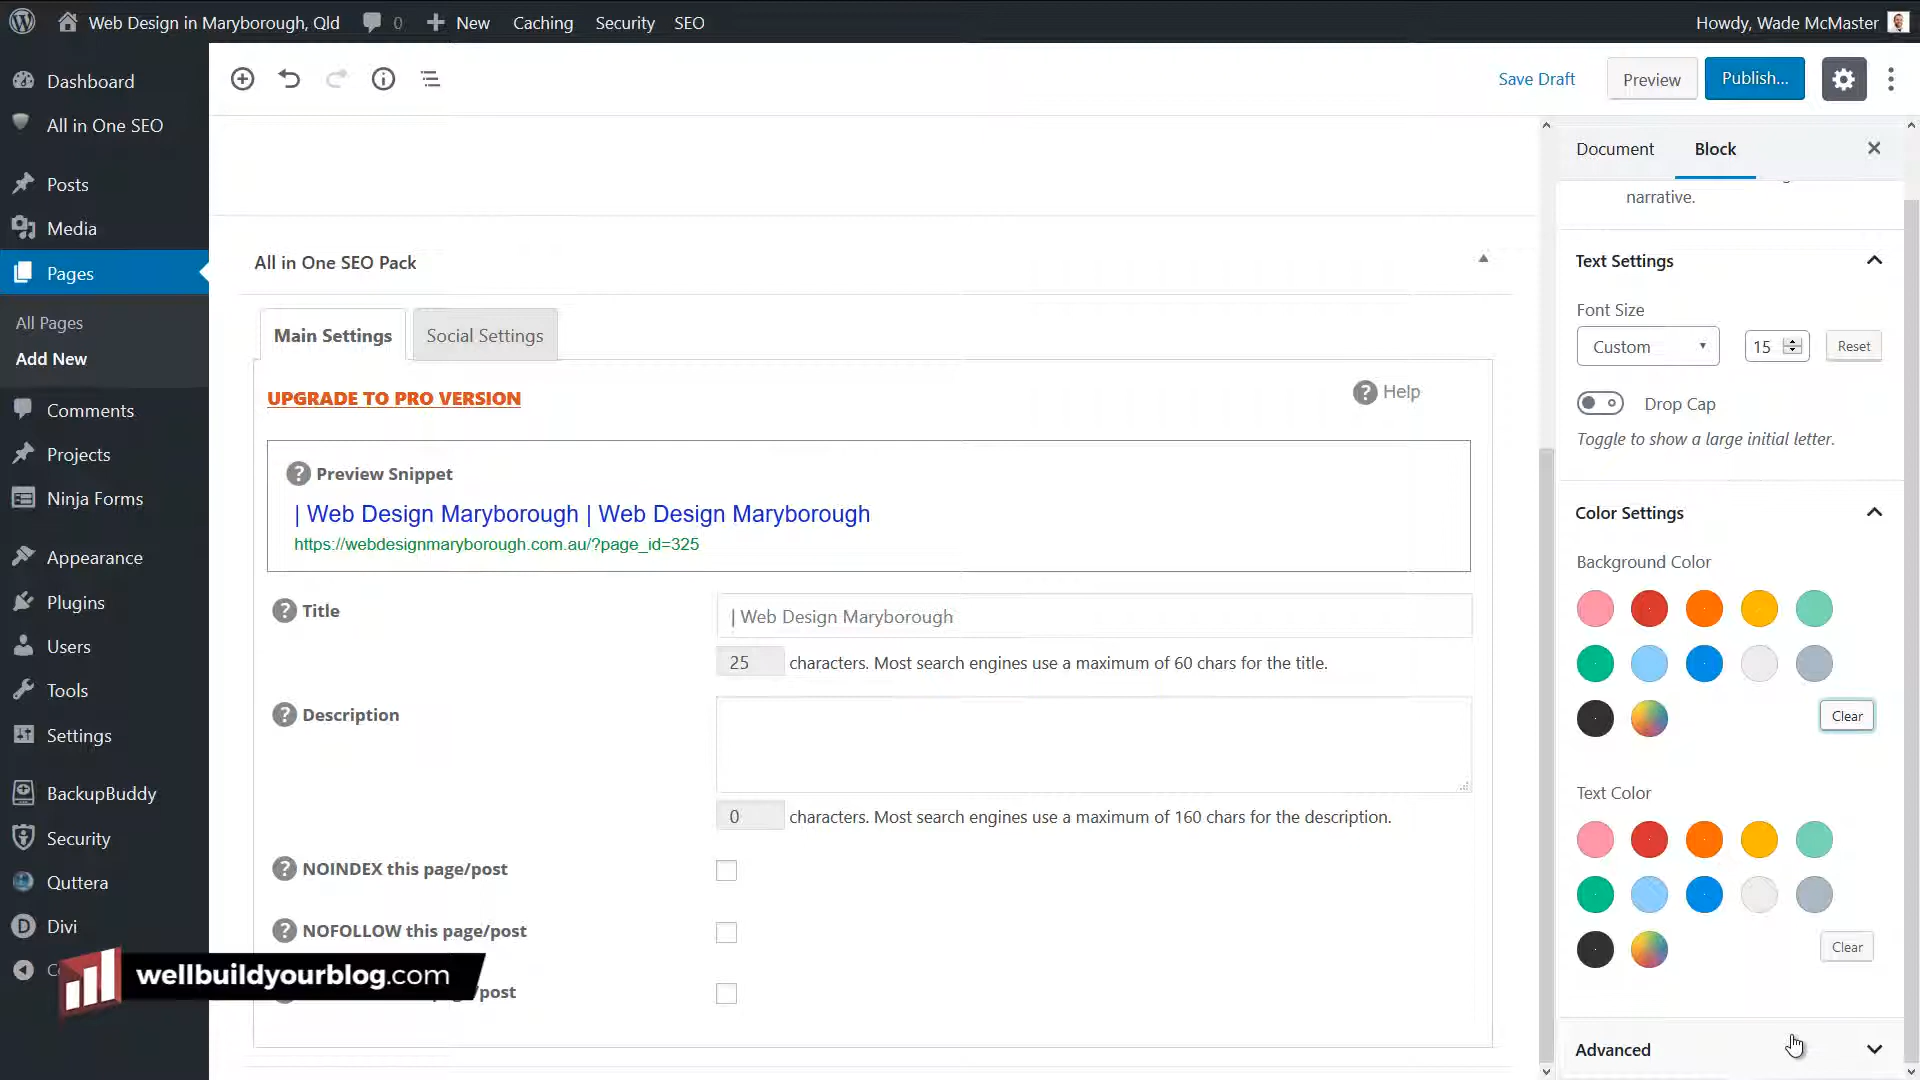 Web Design in Maryborough, Qld 0 New Caching Security SEO Howdy, Wade McMaster
Save Draft Preview Publish...
Dashboard
All in One SEO
Posts
Media
Pages
All Pages
Add New
Comments
Projects
Ninja Forms
Appearance
Plugins
Users
Tools
Settings
BackupBuddy
Security
Quttera
Divi
wellbuildyourblog.com
All in One SEO Pack
Main Settings Social Settings
UPGRADE TO PRO VERSION
Help
Preview Snippet
| Web Design Maryborough | Web Design Maryborough
https://webdesignmaryborough.com.au/?page_id=325
Title
| Web Design Maryborough
25 characters. Most search engines use a maximum of 60 chars for the title.
Description
0 characters. Most search engines use a maximum of 160 chars for the description.
NOINDEX this page/post
NOFOLLOW this page/post
/post
Document Block
narrative.
Text Settings
Font Size
Custom 15 Reset
Drop Cap
Toggle to show a large initial letter.
Color Settings
Background Color
Clear
Text Color
Clear
Advanced